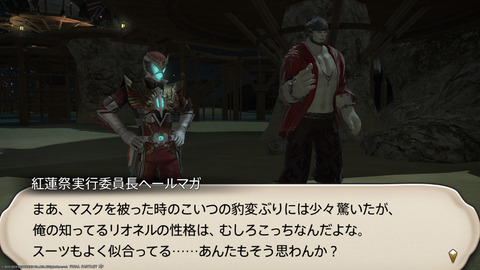 紅蓮祭実行委員長ヘールマガ
まあ、マスクを被った時のこいつの豹変ぶりには少々驚いたが、
俺の知ってるリオネルの性格は、むしろこっちなんだよな。
スーツもよく似合ってる……あんたもそう思わんか？